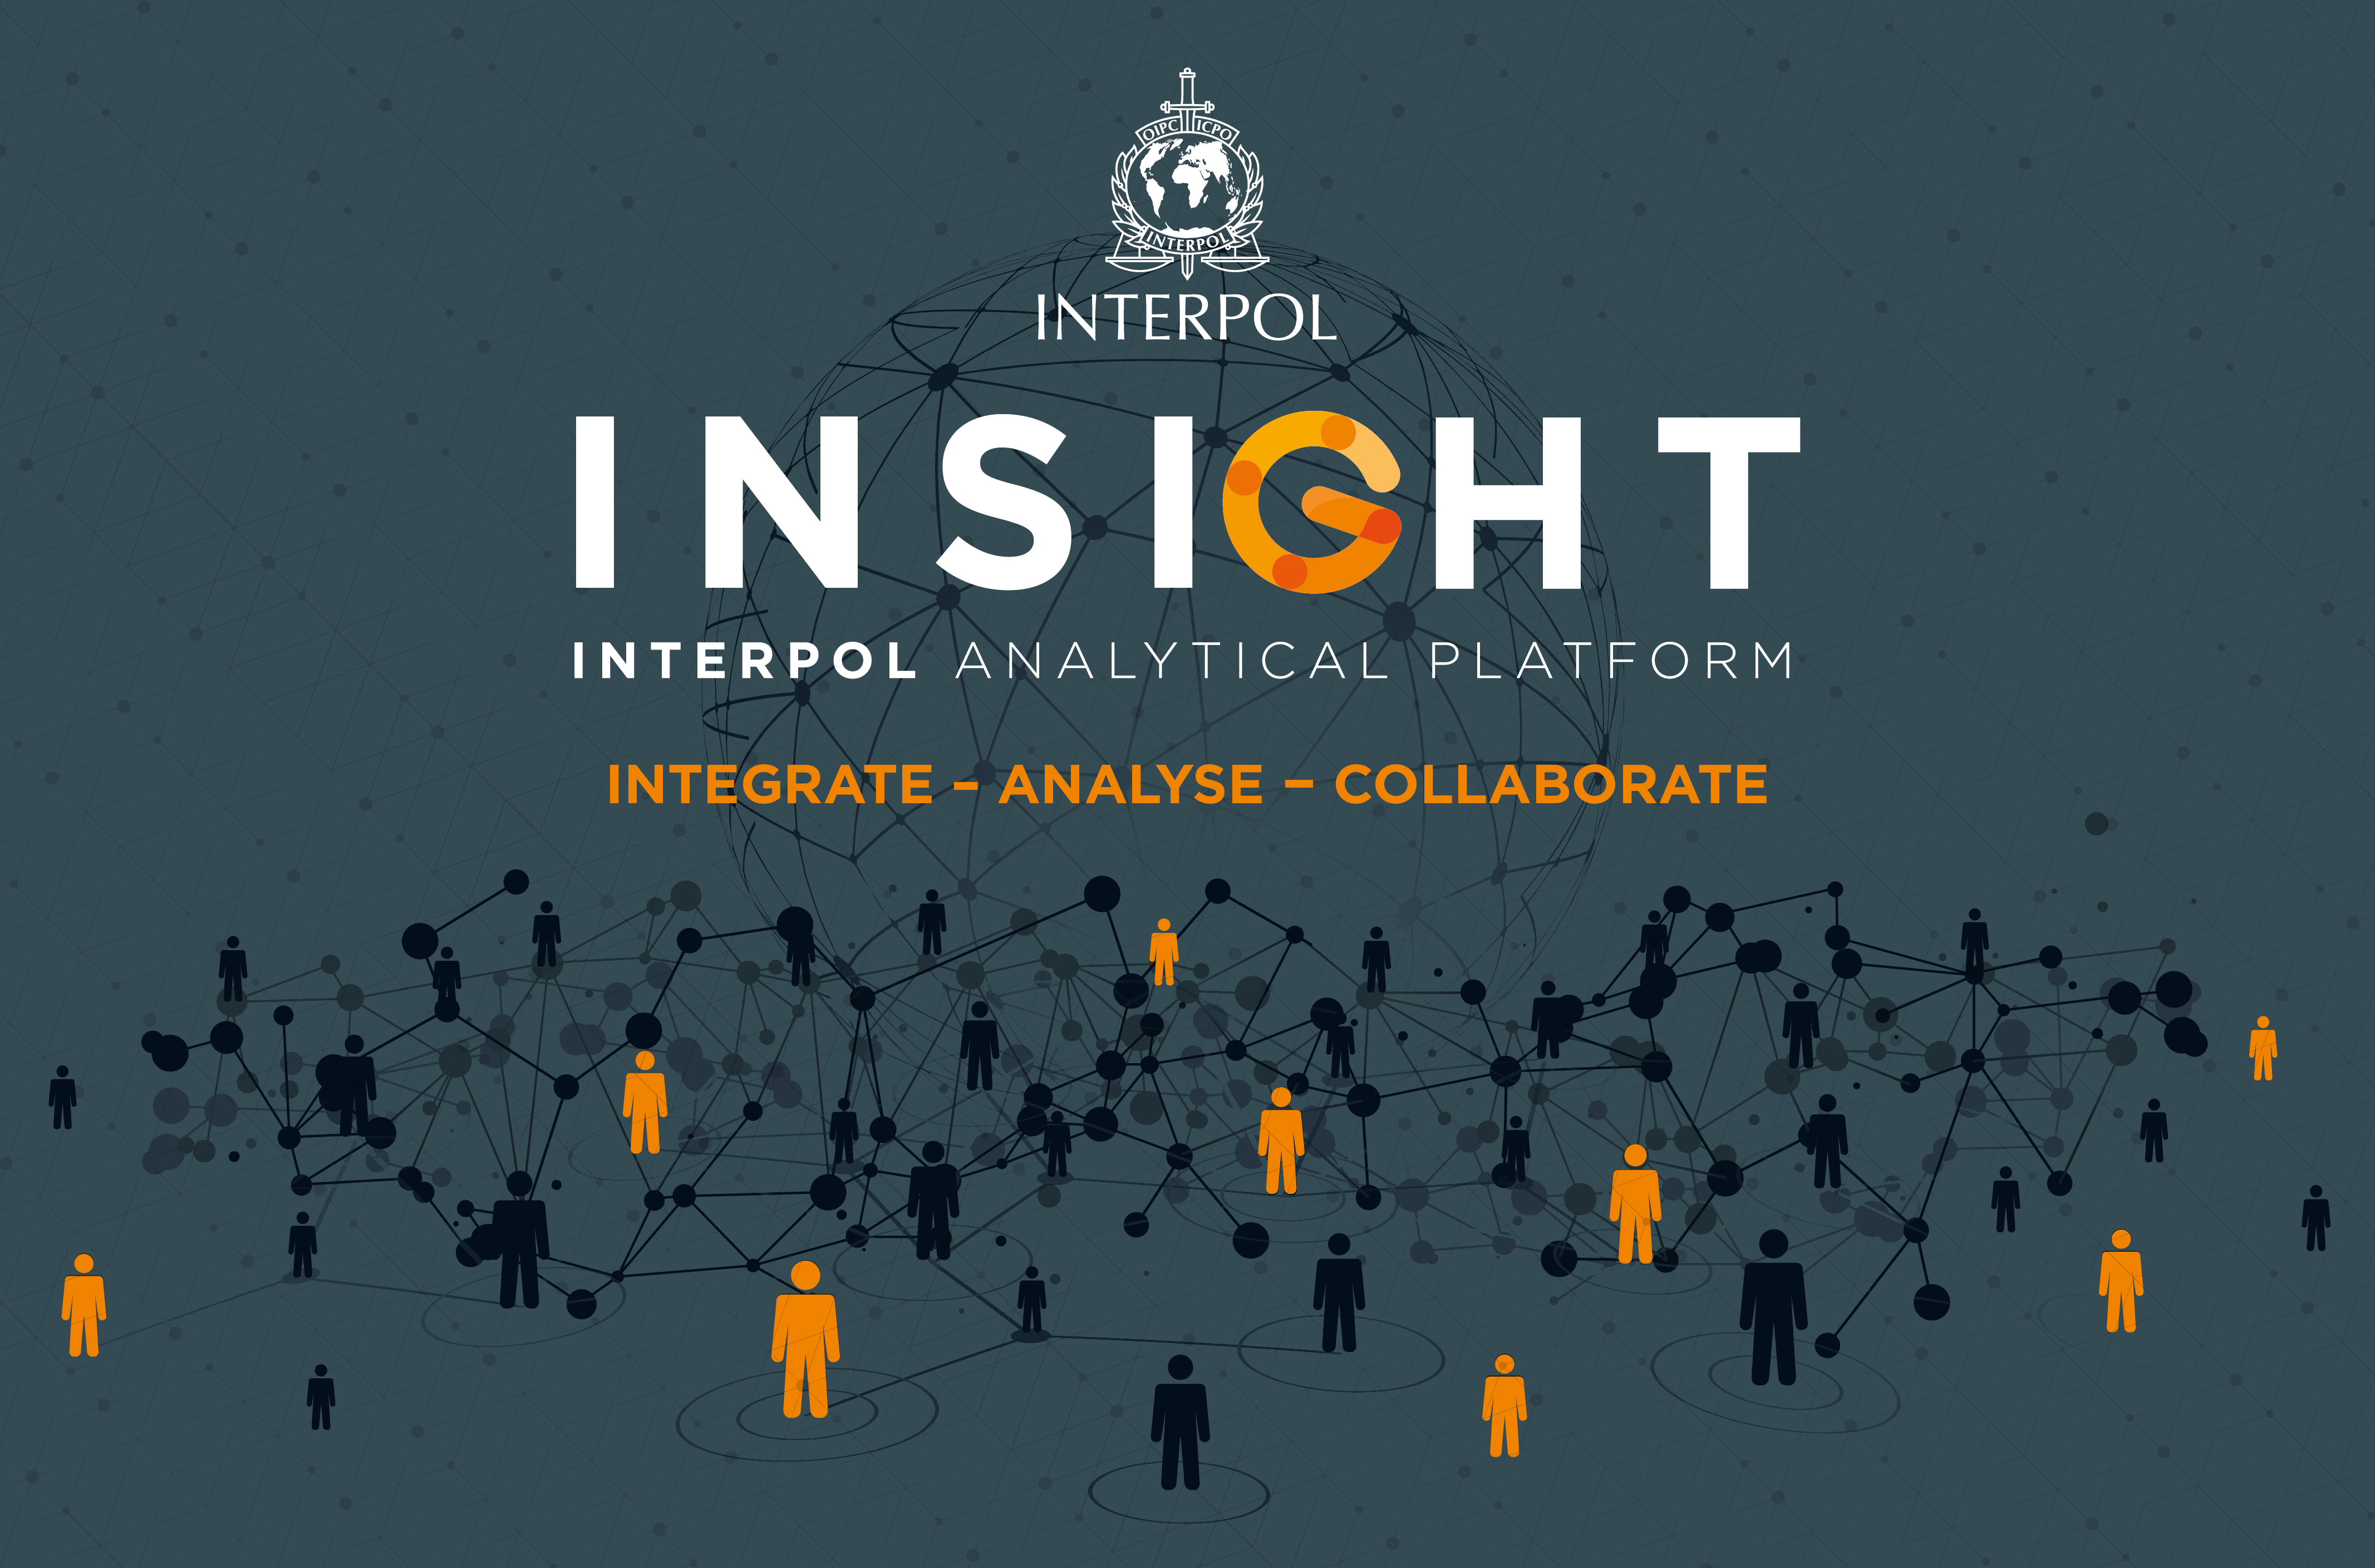 OIPC ICPO
INTERPOL
INTERPOL
INSIGHT
INTERPOL ANALYTICAL PLATFORM
INTEGRATE – ANALYSE – COLLABORATE